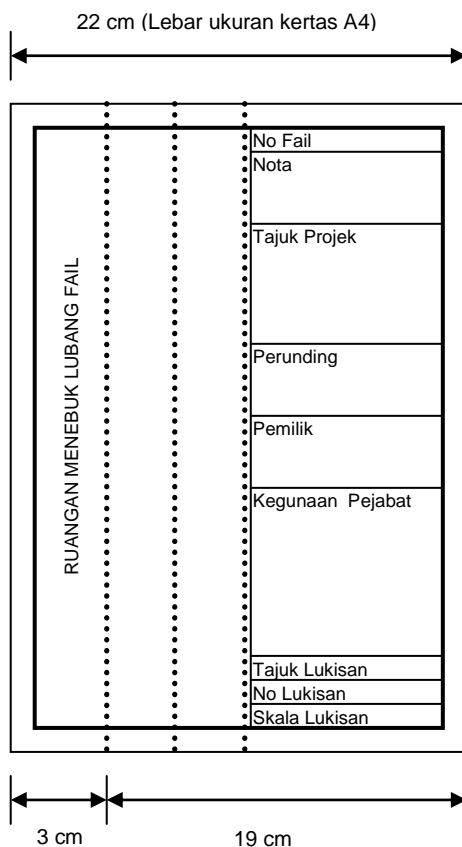 22 cm (Lebar ukuran kertas A4)
RUANGAN MENEBUK LUBANG FAIL
No Fail
Nota
Tajuk Projek
Perunding
Pemilik
Kegunaan Pejabat
Tajuk Lukisan
No Lukisan
Skala Lukisan
3 cm
19 cm